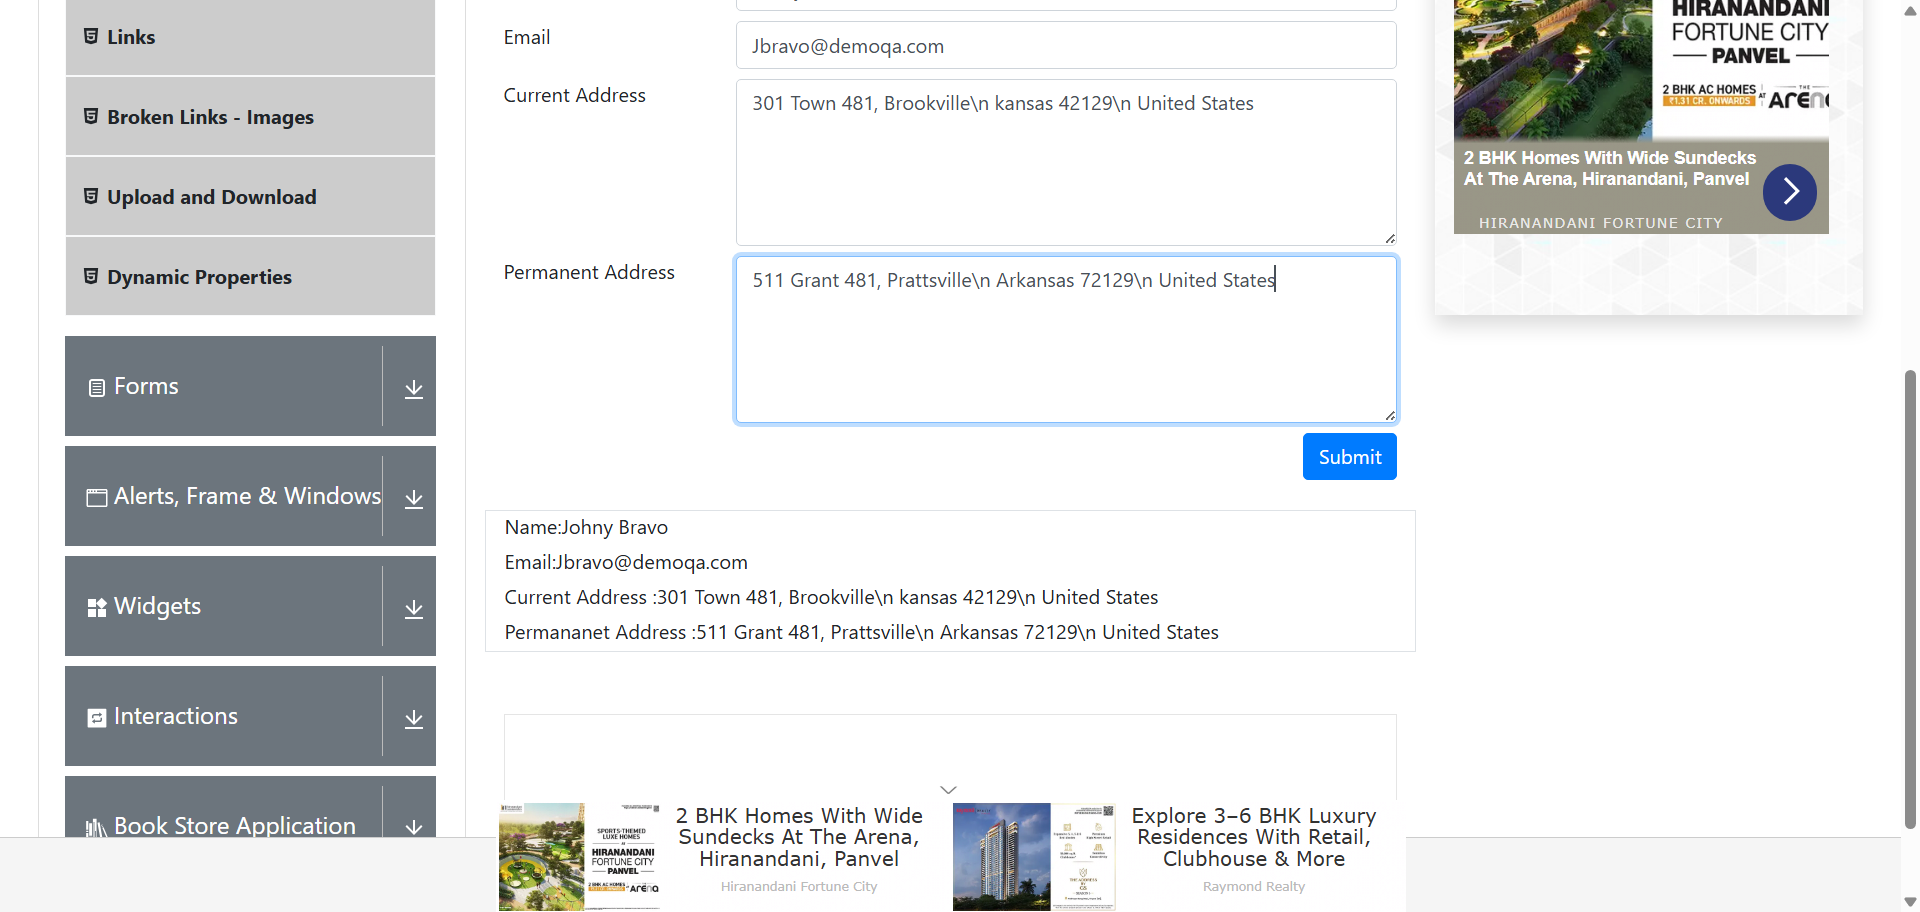 Links
Broken Links - Images
Upload and Download
Dynamic Properties
Forms
Alerts, Frame & Windows
Widgets
Interactions
Book Store Application
Email
Jbravo@demoqa.com
Current Address
301 Town 481, Brookville\n kansas 42129\n United States
Permanent Address
511 Grant 481, Prattsville\n Arkansas 72129\n United States
Submit
Name:Johny Bravo
Email:Jbravo@demoqa.com
Current Address :301 Town 481, Brookville\n kansas 42129\n United States
Permananet Address :511 Grant 481, Prattsville\n Arkansas 72129\n United States
HIRANANDANI
FORTUNE CITY
PANVEL
2 BHK AC HOMES
₹1.31 CR. ONWARDS
AT
THE
2 BHK Homes With Wide Sundecks
At The Arena, Hiranandani, Panvel
HIRANANDANI FORTUNE CITY
SPORTS-THEMED
LUXE HOMES
AT
HIRANANDANI
FORTUNE CITY
PANVEL
2 BHK AC HOMES
2 BHK Homes With Wide
Sundecks At The Arena,
Hiranandani, Panvel
Hiranandani Fortune City
THE ADDRESS
Explore 3–6 BHK Luxury
Residences With Retail,
Clubhouse & More
Raymond Realty